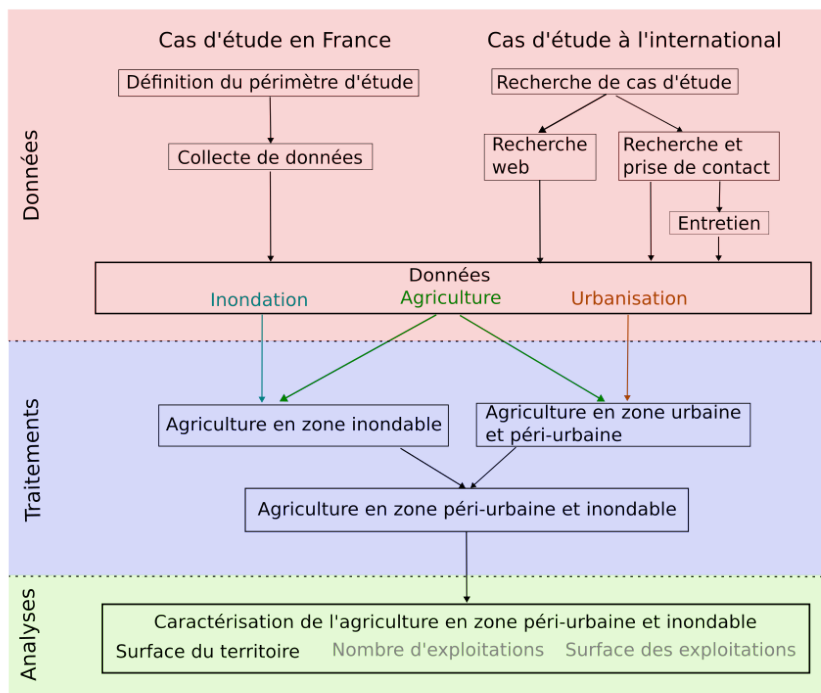 Cas d'étude en France
Cas d'étude à l'international
Définition du périmètre d'étude
Recherche de cas d'étude
Collecte de données
Recherche
web
Recherche et
prise de contact
Entretien
Données
Données
Inondation
Agriculture
Urbanisation
Traitements
Agriculture en zone inondable
Agriculture en zone urbaine
et péri-urbaine
Agriculture en zone péri-urbaine et inondable
Analyses
Caractérisation de l'agriculture en zone péri-urbaine et inondable
Surface du territoire
Nombre d'exploitations
Surface des exploitations